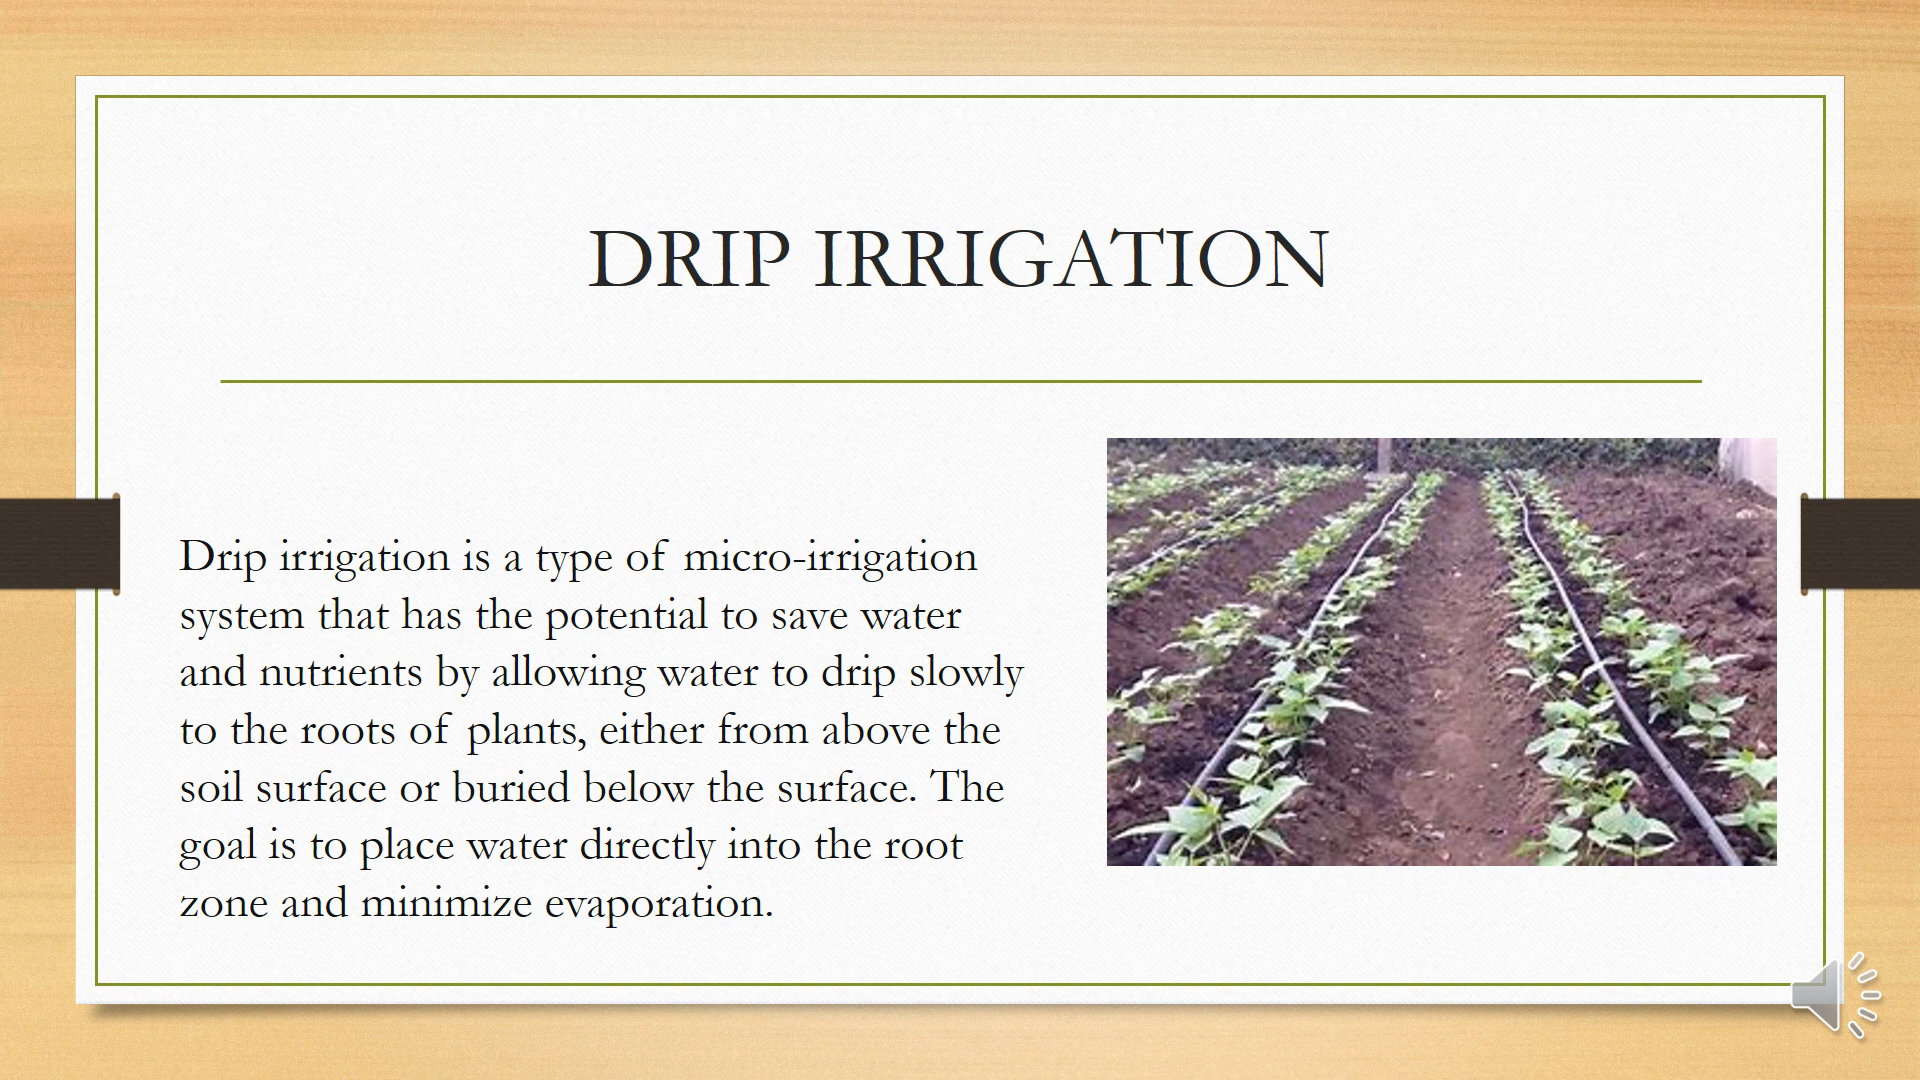 DRIP IRRIGATION
Drip irrigation is a type of micro-irrigation
system that has the potential to save water
and nutrients by allowing water to drip slowly
to the roots of plants, either from above the
soil surface or buried below the surface. The
goal is to place water directly into the root
zone and minimize evaporation.